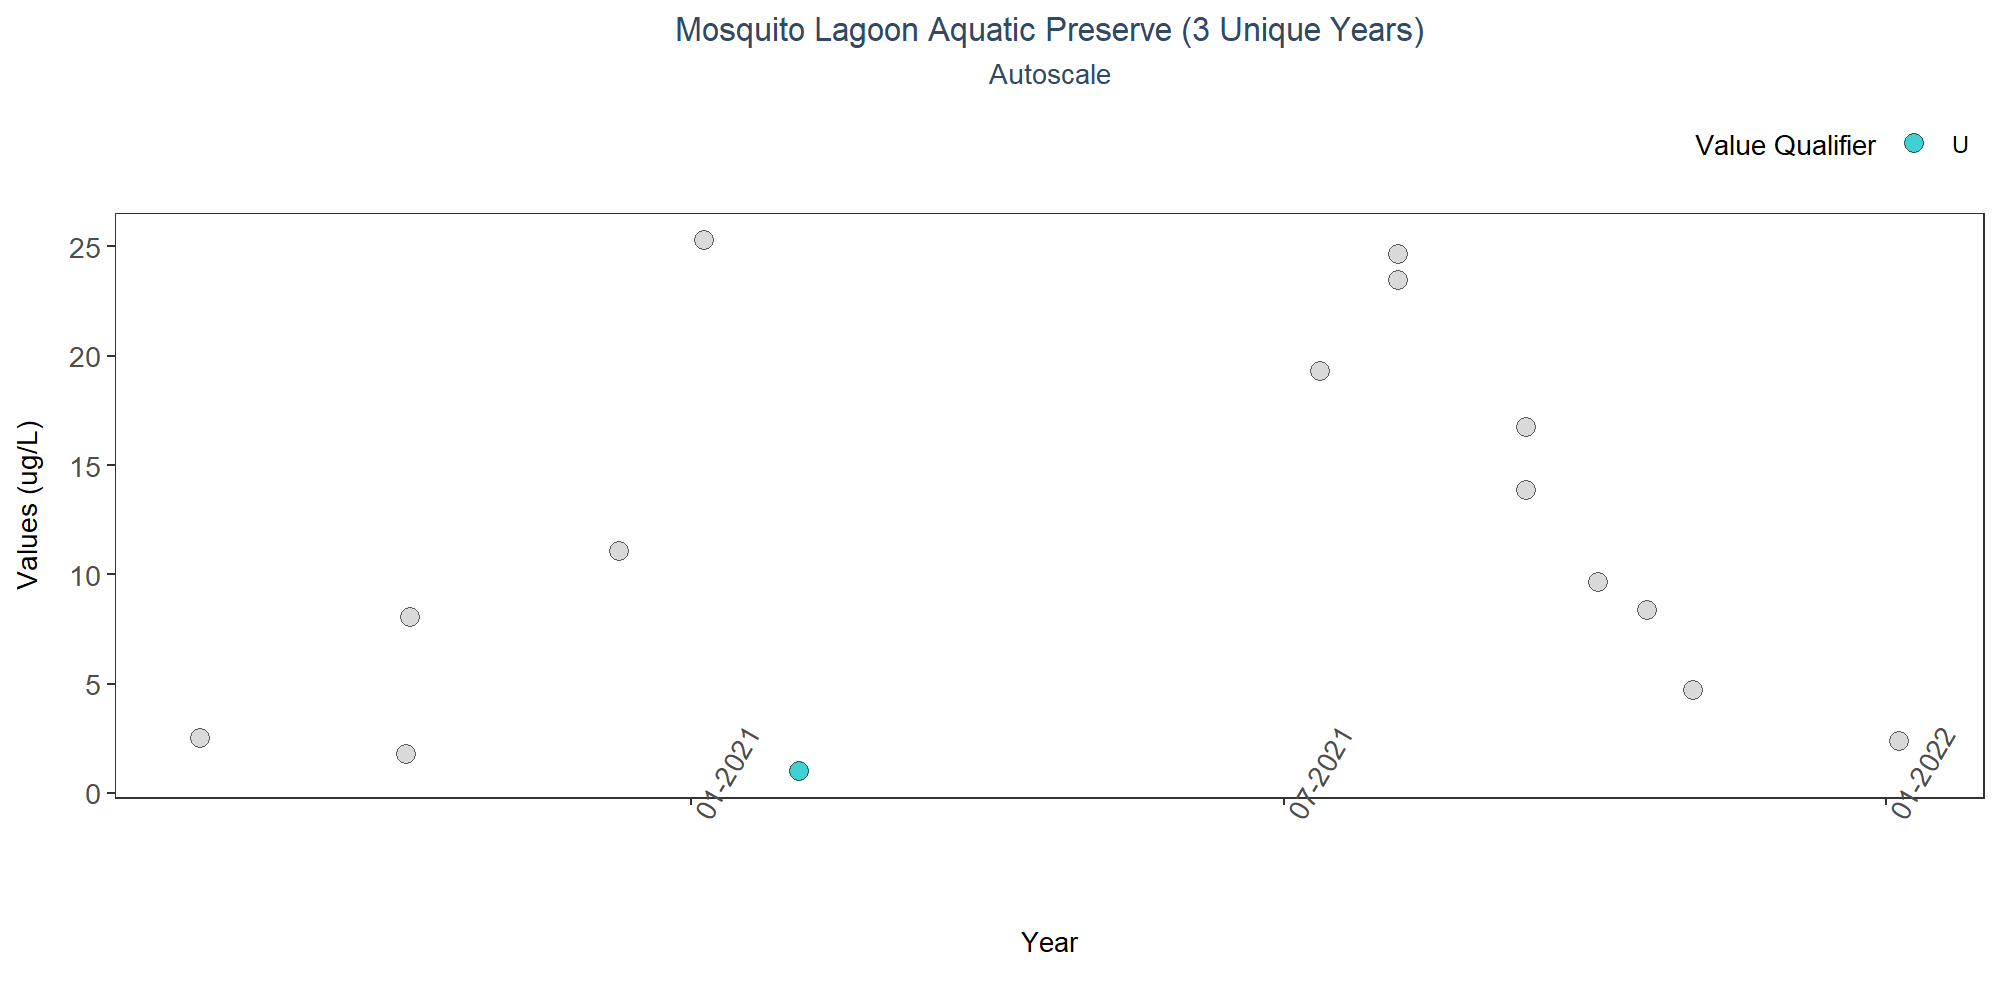 Mosquito Lagoon Aquatic Preserve (3 Unique Years)
Autoscale
Value Qualifier U
25
20
15
10
5
0
Values (ug/L)
01-2021
07-2021
01-2022
Year